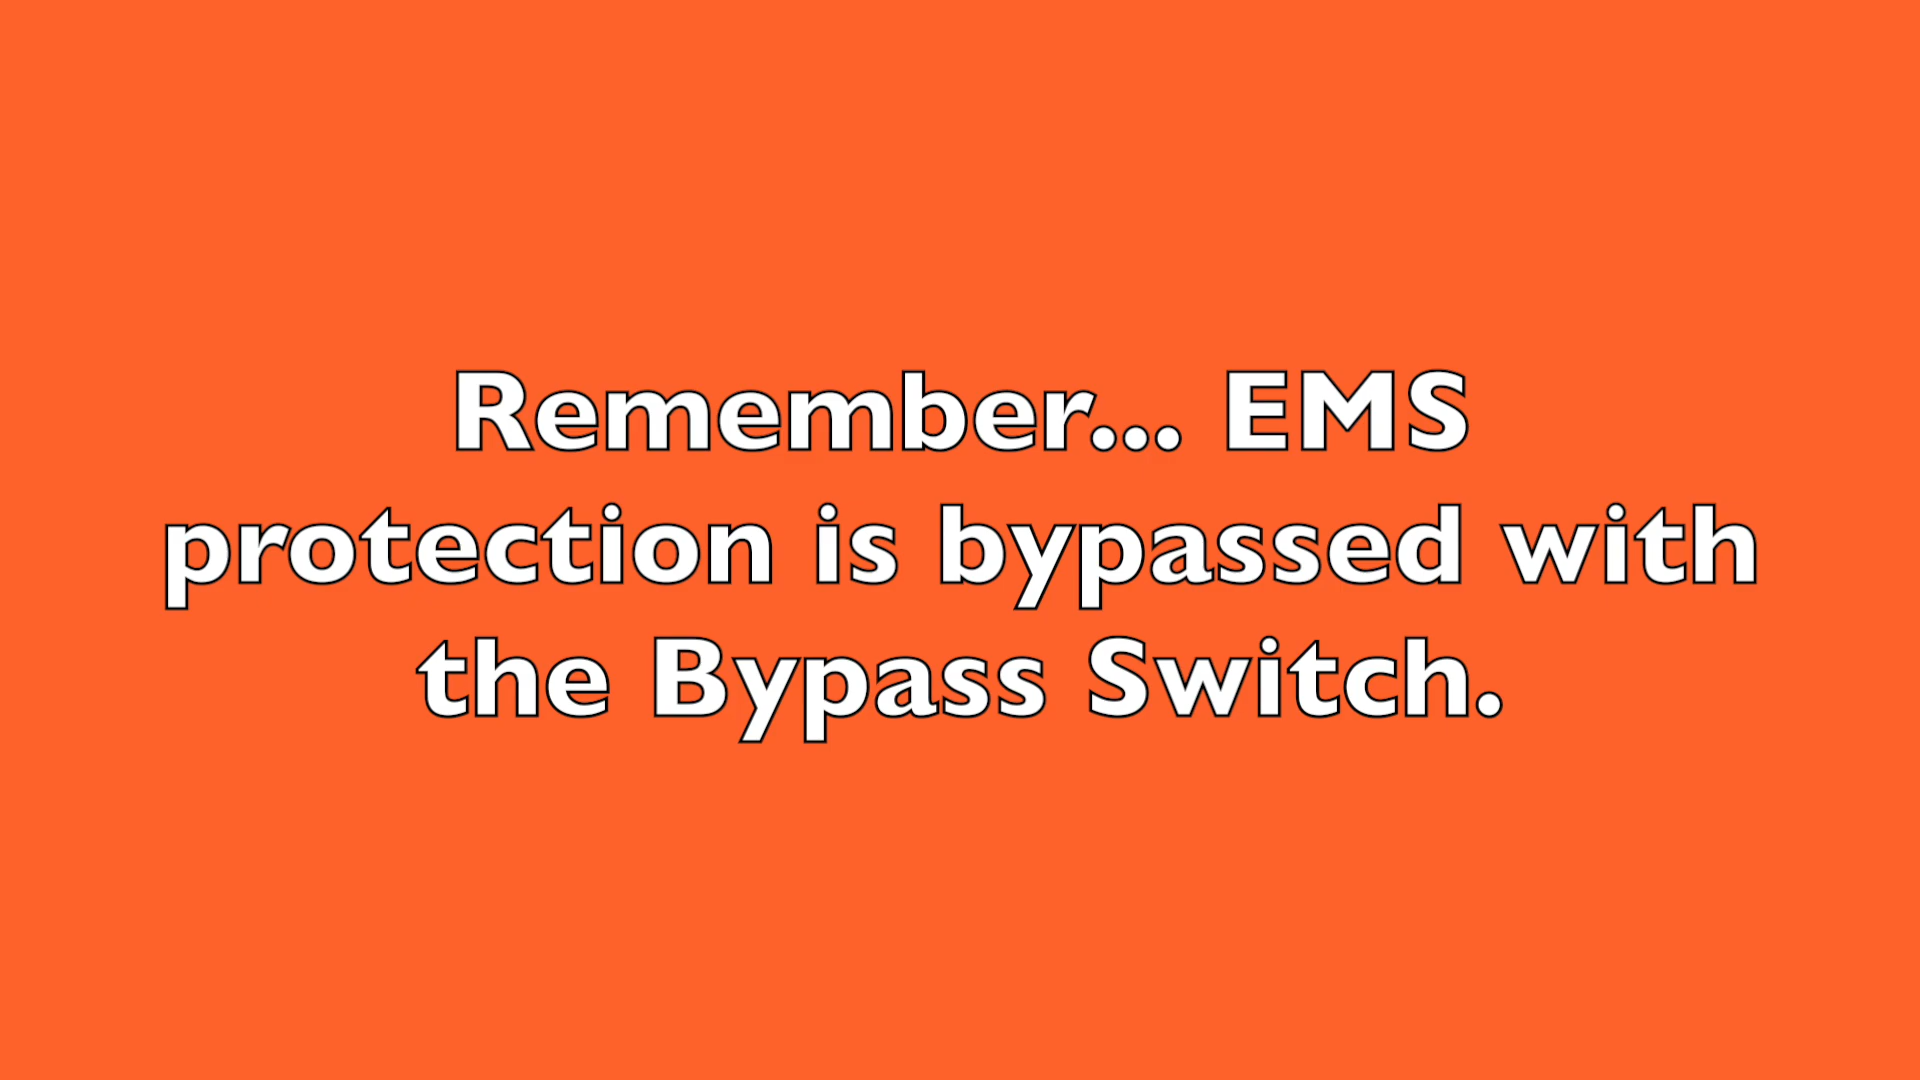 Remember... EMS
protection is bypassed with
the Bypass Switch.